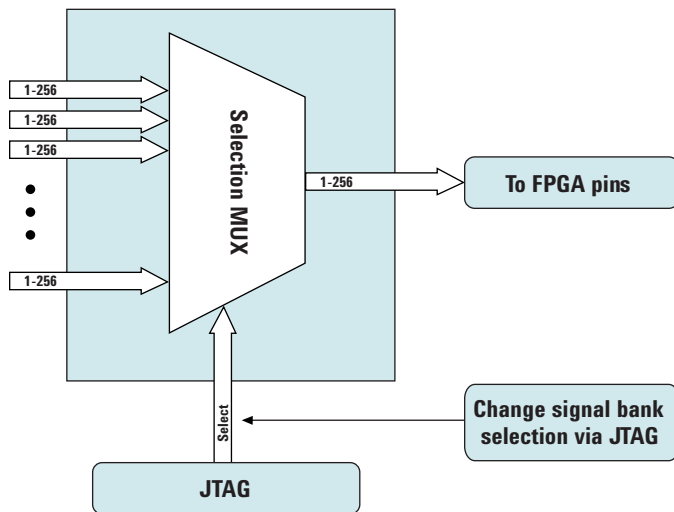 1-256
1-256
1-256
Selection MUX
1-256
To FPGA pins
1-256
Select
Change signal bank
selection via JTAG
JTAG